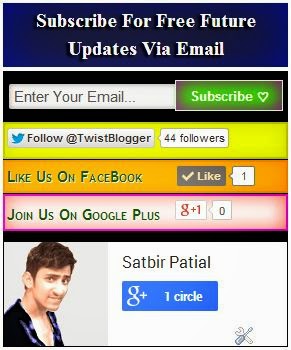 Subscribe For Free Future
Updates Via Email
Enter Your Email... Subscribe ♡
Follow @TwistBlogger 44 followers
Like Us On FaceBook Like 1
Join Us On Google Plus g+1 0
Satbir Patial
g+ 1 circle